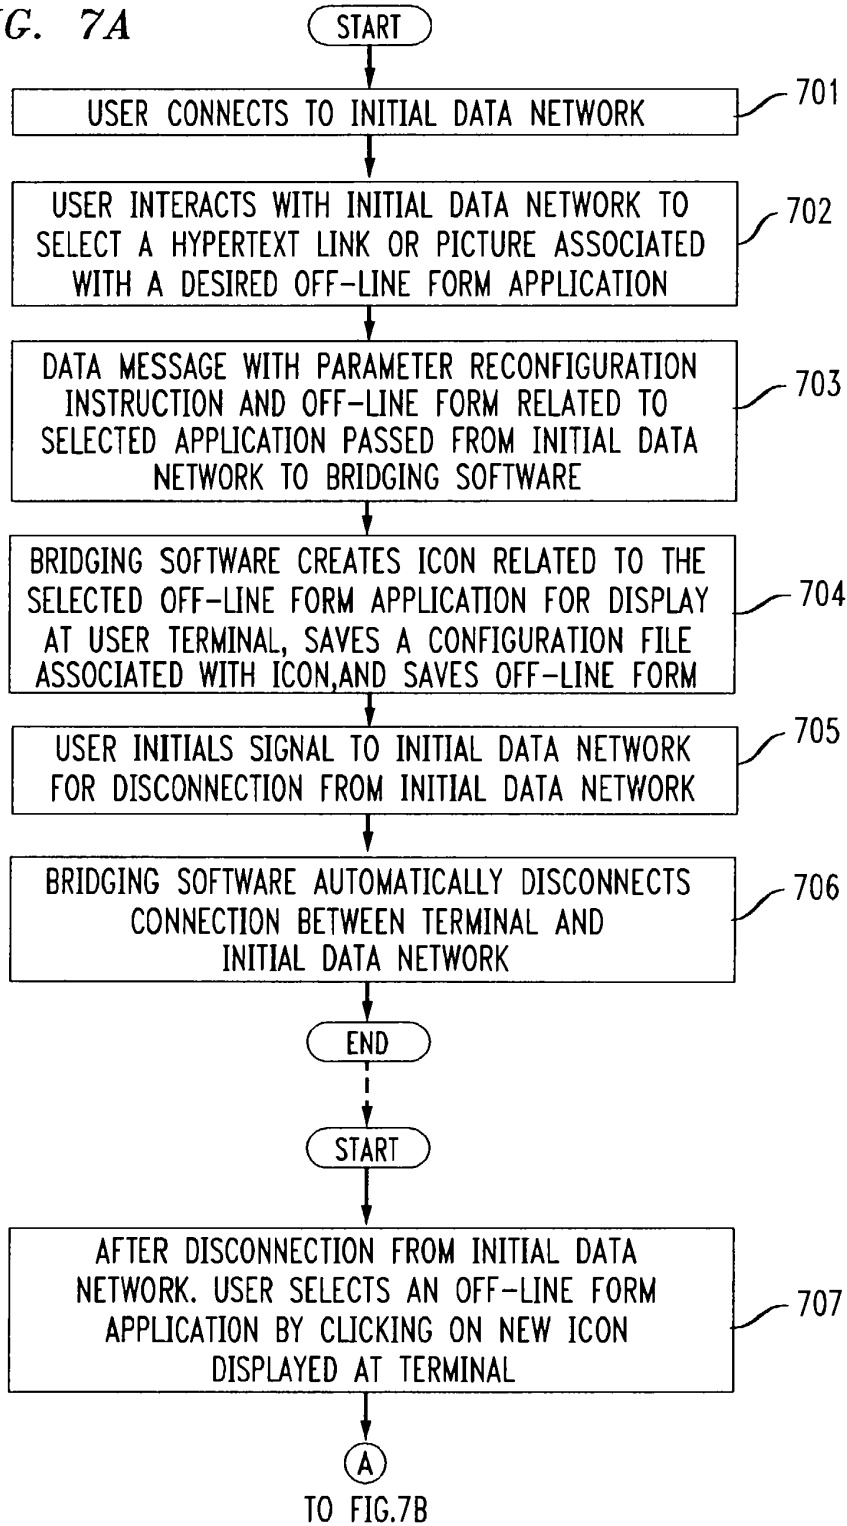 G. 7A
START
USER CONNECTS TO INITIAL DATA NETWORK
701
USER INTERACTS WITH INITIAL DATA NETWORK TO
SELECT A HYPERTEXT LINK OR PICTURE ASSOCIATED
WITH A DESIRED OFF-LINE FORM APPLICATION
702
DATA MESSAGE WITH PARAMETER RECONFIGURATION
INSTRUCTION AND OFF-LINE FORM RELATED TO
SELECTED APPLICATION PASSED FROM INITIAL DATA
NETWORK TO BRIDGING SOFTWARE
703
BRIDGING SOFTWARE CREATES ICON RELATED TO THE
SELECTED OFF-LINE FORM APPLICATION FOR DISPLAY
AT USER TERMINAL, SAVES A CONFIGURATION FILE
ASSOCIATED WITH ICON,AND SAVES OFF-LINE FORM
704
USER INITIALS SIGNAL TO INITIAL DATA NETWORK
FOR DISCONNECTION FROM INITIAL DATA NETWORK
705
BRIDGING SOFTWARE AUTOMATICALLY DISCONNECTS
CONNECTION BETWEEN TERMINAL AND
INITIAL DATA NETWORK
706
END
START
AFTER DISCONNECTION FROM INITIAL DATA
NETWORK. USER SELECTS AN OFF-LINE FORM
APPLICATION BY CLICKING ON NEW ICON
DISPLAYED AT TERMINAL
707
A
TO FIG.7B